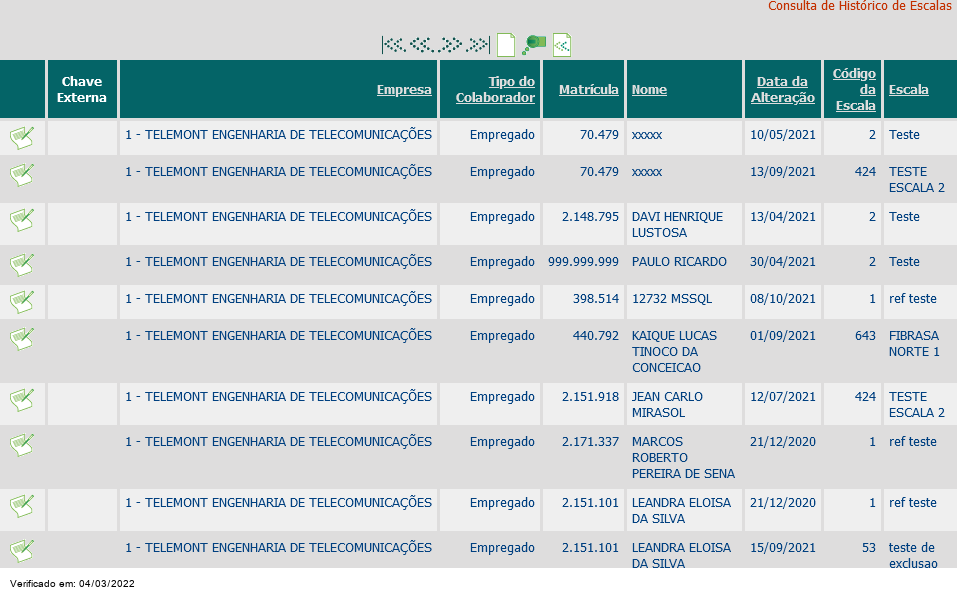 Consulta de Histórico de Escalas
Chave Externa Empresa Tipo do Colaborador Matrícula Nome Data da Alteração Código da Escala Escala
1 - TELEMONT ENGENHARIA DE TELECOMUNICAÇÕES Empregado 70.479 xxxxx 10/05/2021 2 Teste
1 - TELEMONT ENGENHARIA DE TELECOMUNICAÇÕES Empregado 70.479 xxxxx 13/09/2021 424 TESTE ESCALA 2
1 - TELEMONT ENGENHARIA DE TELECOMUNICAÇÕES Empregado 2.148.795 DAVI HENRIQUE LUSTOSA 13/04/2021 2 Teste
1 - TELEMONT ENGENHARIA DE TELECOMUNICAÇÕES Empregado 999.999.999 PAULO RICARDO 30/04/2021 2 Teste
1 - TELEMONT ENGENHARIA DE TELECOMUNICAÇÕES Empregado 398.514 12732 MSSQL 08/10/2021 1 ref teste
1 - TELEMONT ENGENHARIA DE TELECOMUNICAÇÕES Empregado 440.792 KAIQUE LUCAS TINOCO DA CONCEICAO 01/09/2021 643 FIBRASA NORTE 1
1 - TELEMONT ENGENHARIA DE TELECOMUNICAÇÕES Empregado 2.151.918 JEAN CARLO MIRASOL 12/07/2021 424 TESTE ESCALA 2
1 - TELEMONT ENGENHARIA DE TELECOMUNICAÇÕES Empregado 2.171.337 MARCOS ROBERTO PEREIRA DE SENA 21/12/2020 1 ref teste
1 - TELEMONT ENGENHARIA DE TELECOMUNICAÇÕES Empregado 2.151.101 LEANDRA ELOISA DA SILVA 21/12/2020 1 ref teste
1 - TELEMONT ENGENHARIA DE TELECOMUNICAÇÕES Empregado 2.151.101 LEANDRA ELOISA DA SILVA 15/09/2021 53 teste de exclusao
Verificado em: 04/03/2022